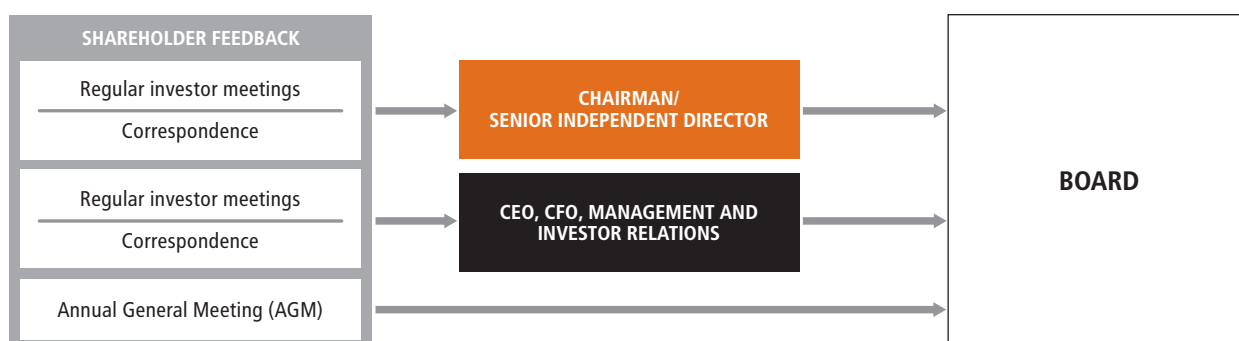 SHAREHOLDER FEEDBACK
Regular investor meetings
Correspondence
CHAIRMAN/
SENIOR INDEPENDENT DIRECTOR
Regular investor meetings
Correspondence
CEO, CFO, MANAGEMENT AND
INVESTOR RELATIONS
Annual General Meeting (AGM)
BOARD